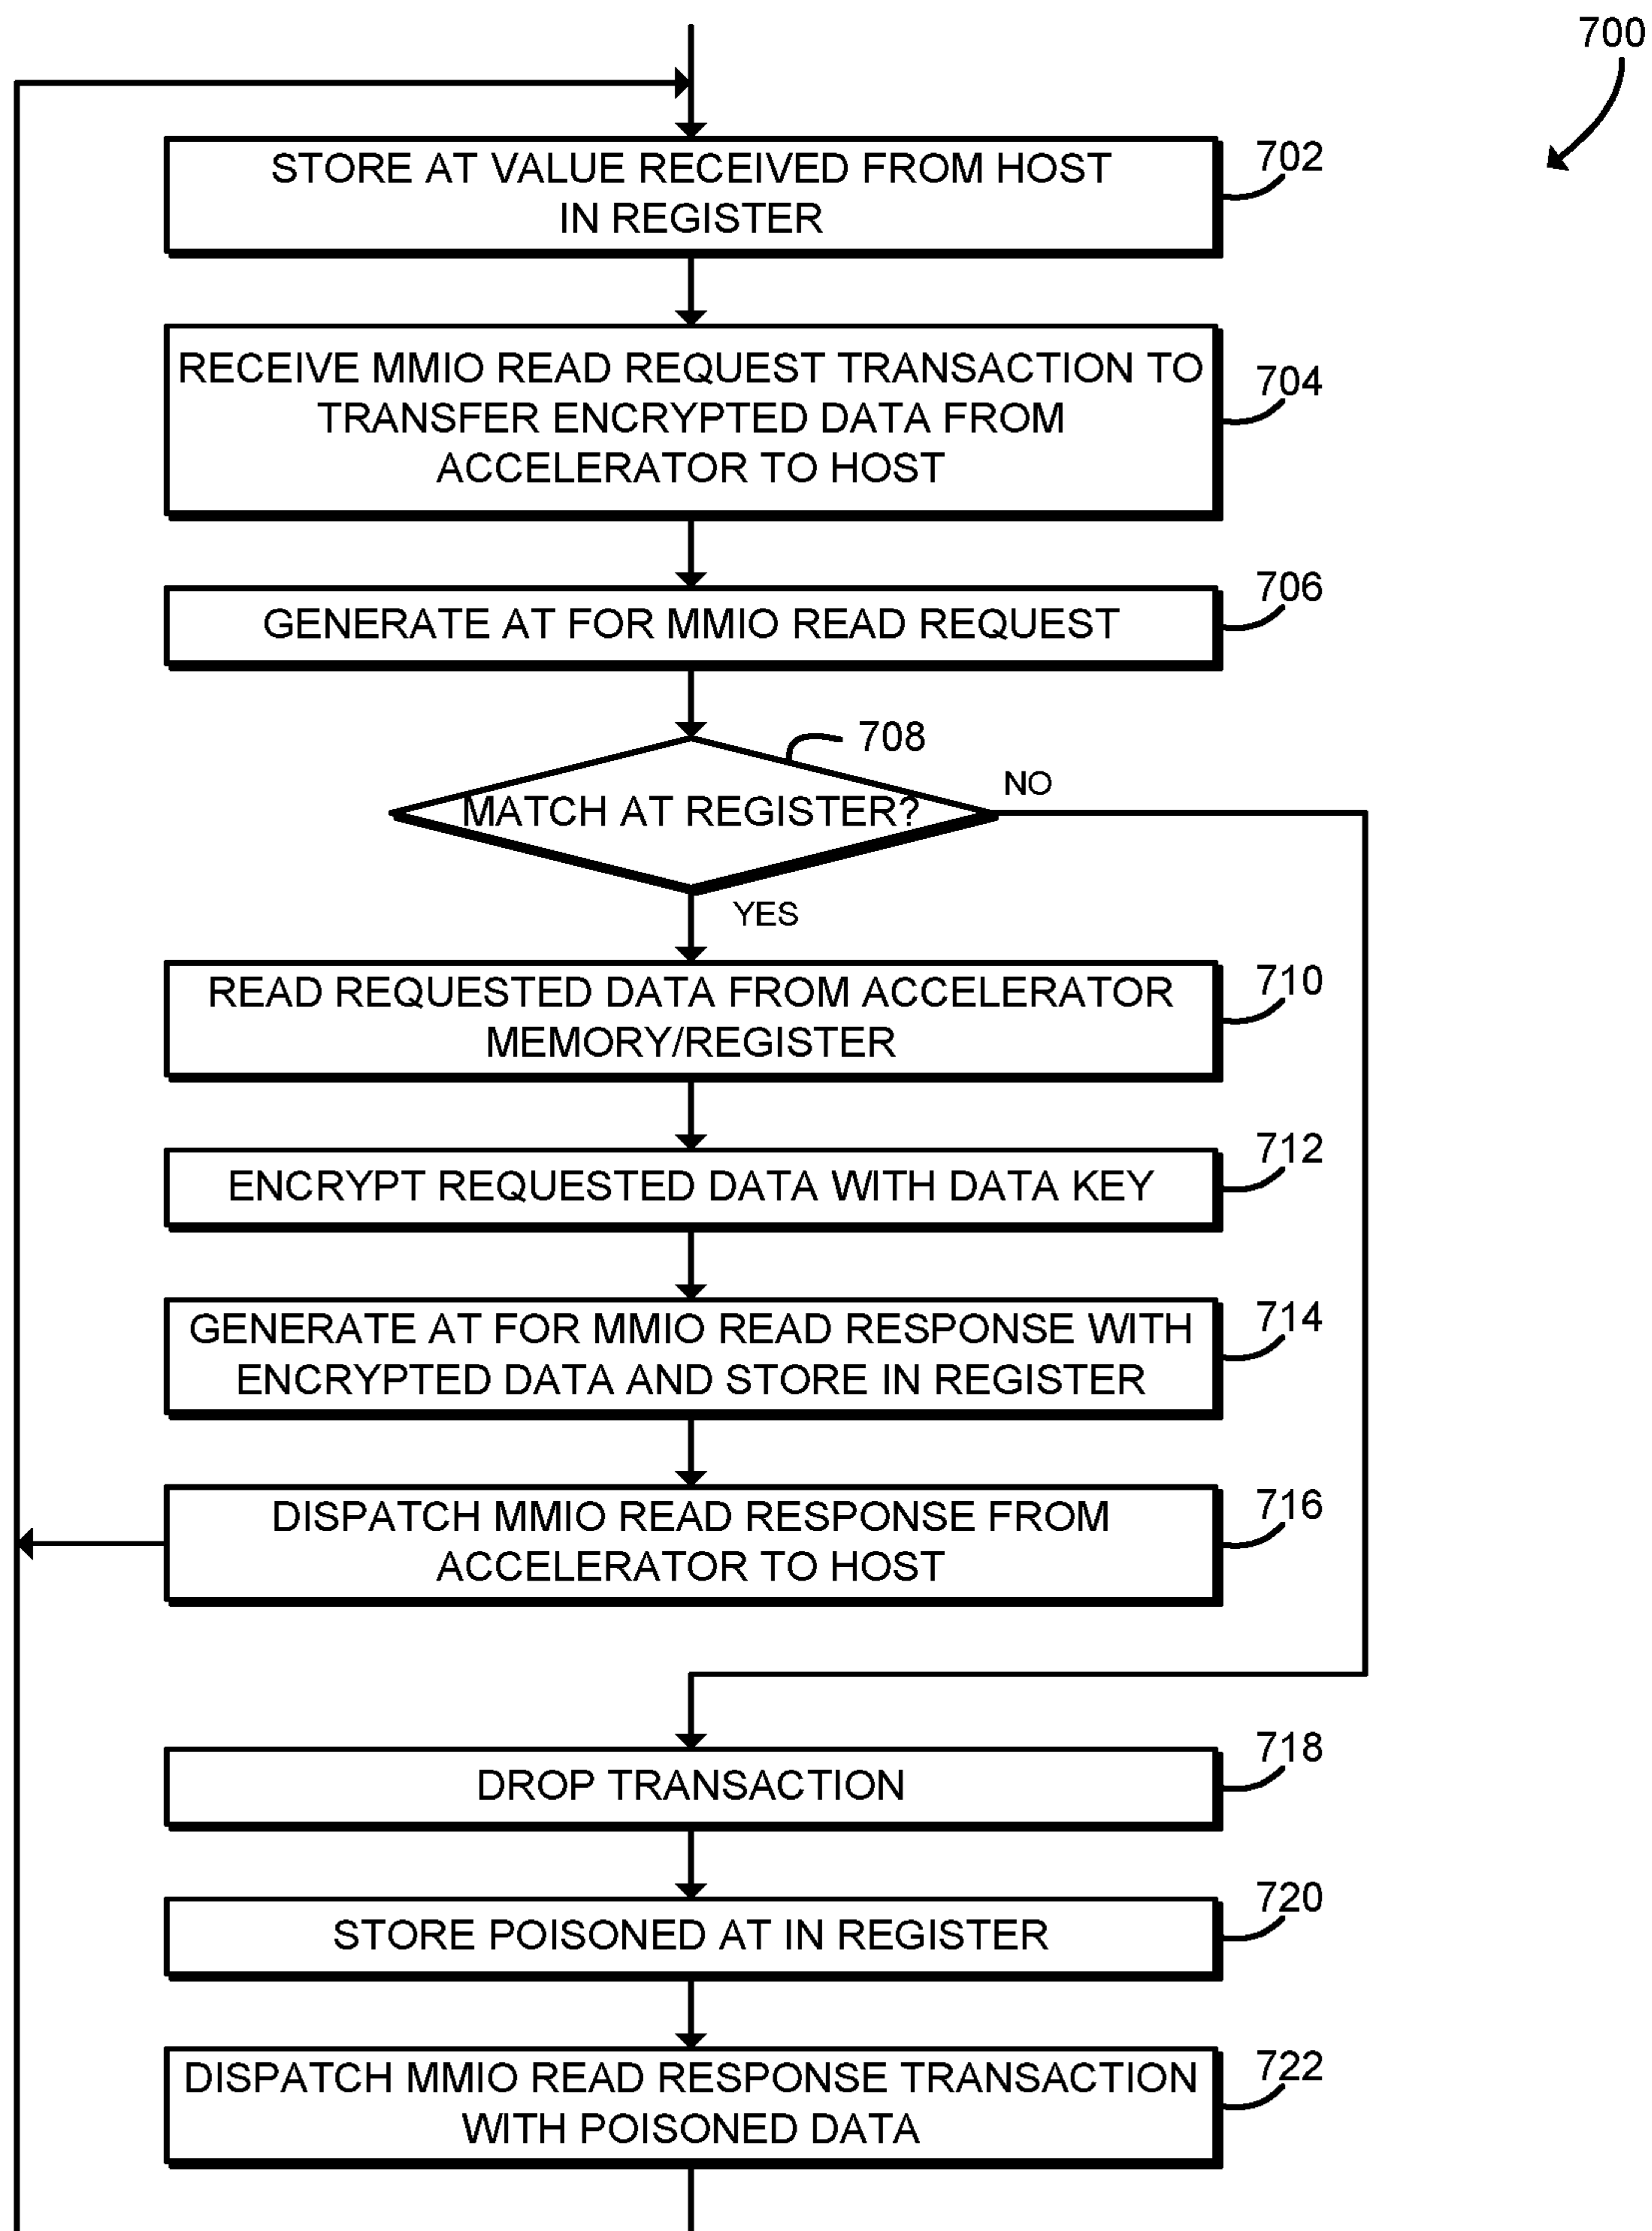 700
STORE AT VALUE RECEIVED FROM HOST
IN REGISTER
702
RECEIVE MMIO READ REQUEST TRANSACTION TO
TRANSFER ENCRYPTED DATA FROM
ACCELERATOR TO HOST
704
GENERATE AT FOR MMIO READ REQUEST
706
708
MATCH AT REGISTER?
NO
YES
READ REQUESTED DATA FROM ACCELERATOR
MEMORY/REGISTER
710
ENCRYPT REQUESTED DATA WITH DATA KEY
712
GENERATE AT FOR MMIO READ RESPONSE WITH
ENCRYPTED DATA AND STORE IN REGISTER
714
DISPATCH MMIO READ RESPONSE FROM
ACCELERATOR TO HOST
716
DROP TRANSACTION
718
STORE POISONED AT IN REGISTER
720
DISPATCH MMIO READ RESPONSE TRANSACTION
WITH POISONED DATA
722